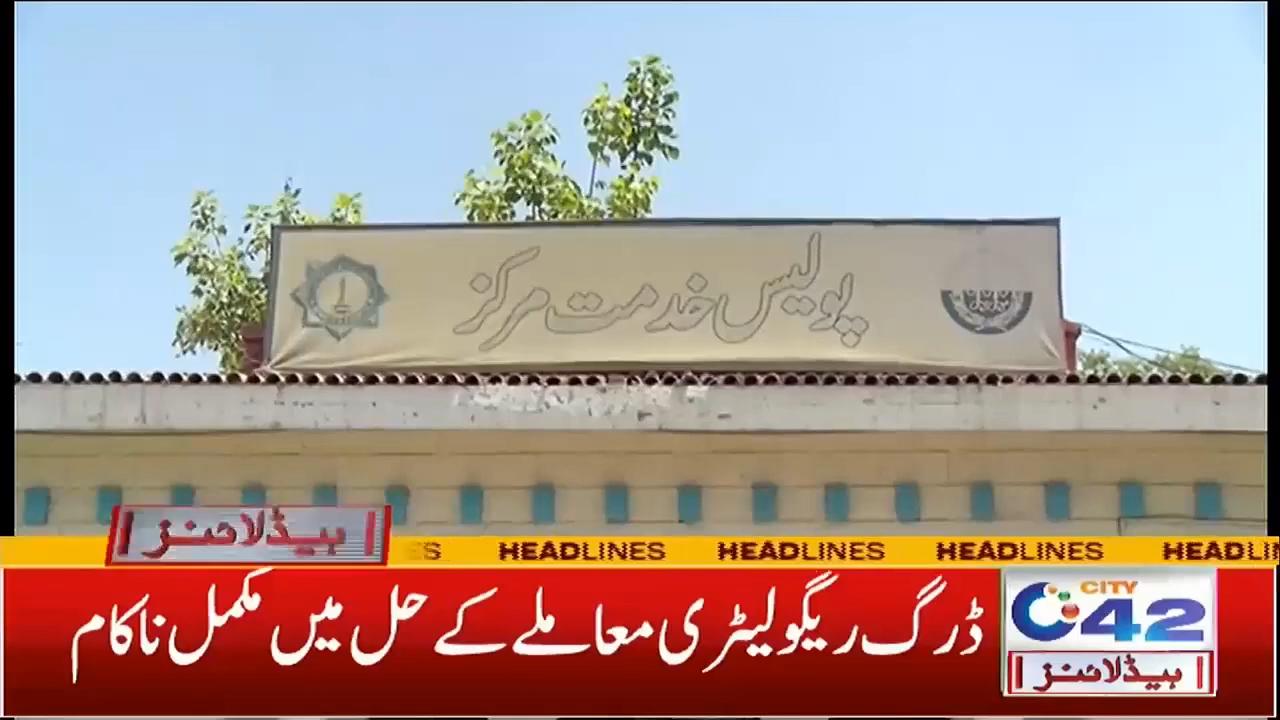 پولیس خدمت مرکز
ہیڈلائنز
ES HEADLINES HEADLINES HEADLINES HEADLIN
ڈرگ ریگولیٹری معاملے کے حل میں مکمل ناکام
CITY
42
ہیڈلائنز